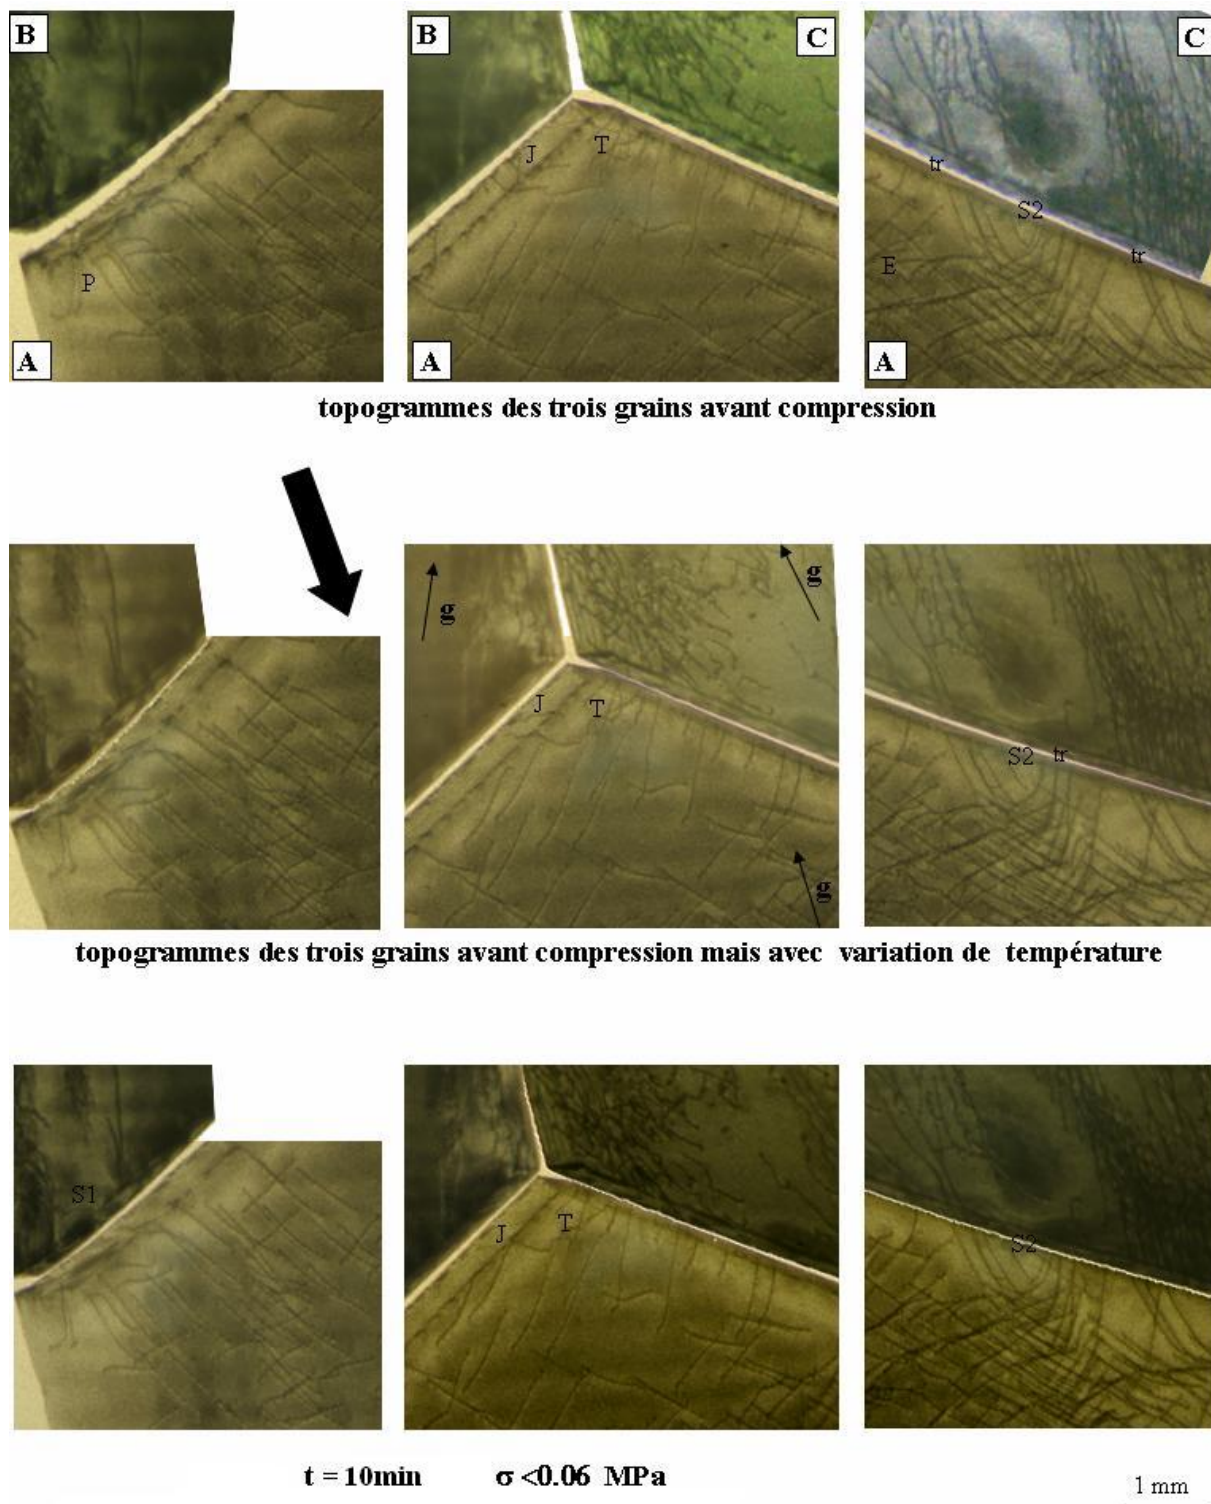 B
B
C
C
J
T
tr
S2
tr
P
E
A
A
A
topogrammes des trois grains avant compression
g
g
J
T
S2
tr
g
topogrammes des trois grains avant compression mais avec variation de température
S1
J
T
S2
t = 10min σ <0.06 MPa
1 mm